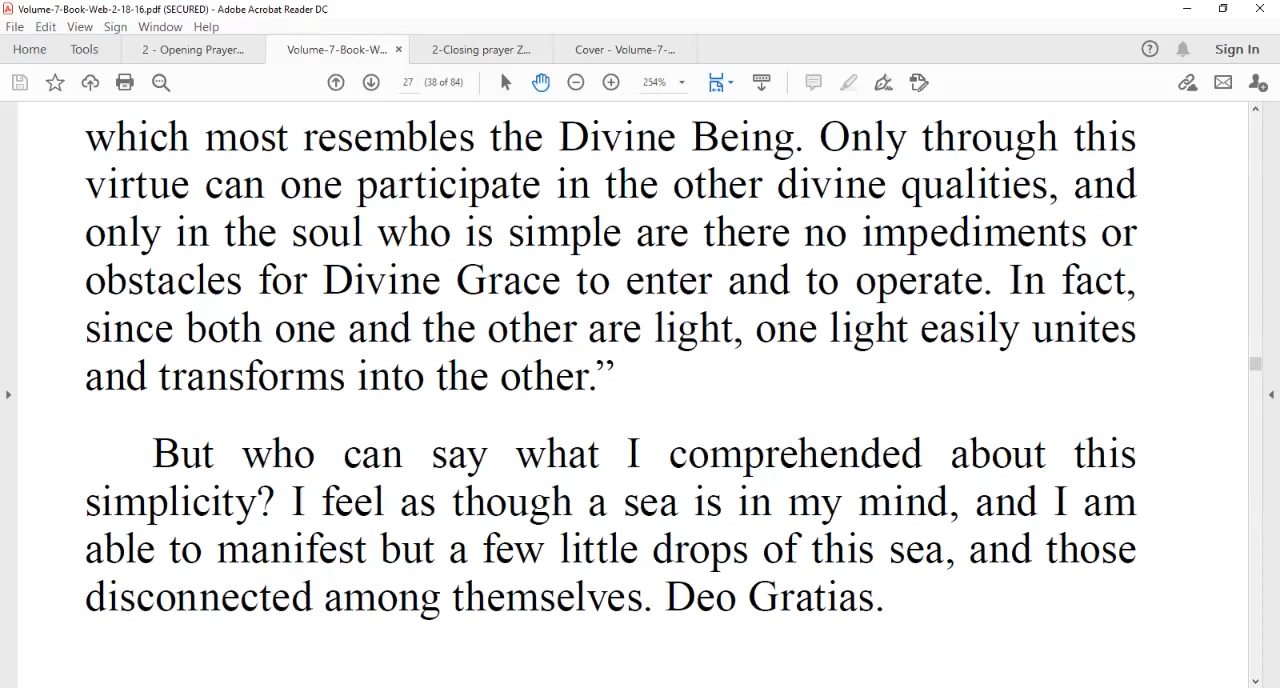 Volume-7-Book-Web-2-18-16.pdf (SECURED) - Adobe Acrobat Reader DC
File Edit View Sign Window Help
Home Tools 2 - Opening Prayer... Volume-7-Book-W... × 2-Closing prayer Z... Cover - Volume-7-... Sign In
27 (38 of 84) 254%
which most resembles the Divine Being. Only through this
virtue can one participate in the other divine qualities, and
only in the soul who is simple are there no impediments or
obstacles for Divine Grace to enter and to operate. In fact,
since both one and the other are light, one light easily unites
and transforms into the other.”
But who can say what I comprehended about this
simplicity? I feel as though a sea is in my mind, and I am
able to manifest but a few little drops of this sea, and those
disconnected among themselves. Deo Gratias.